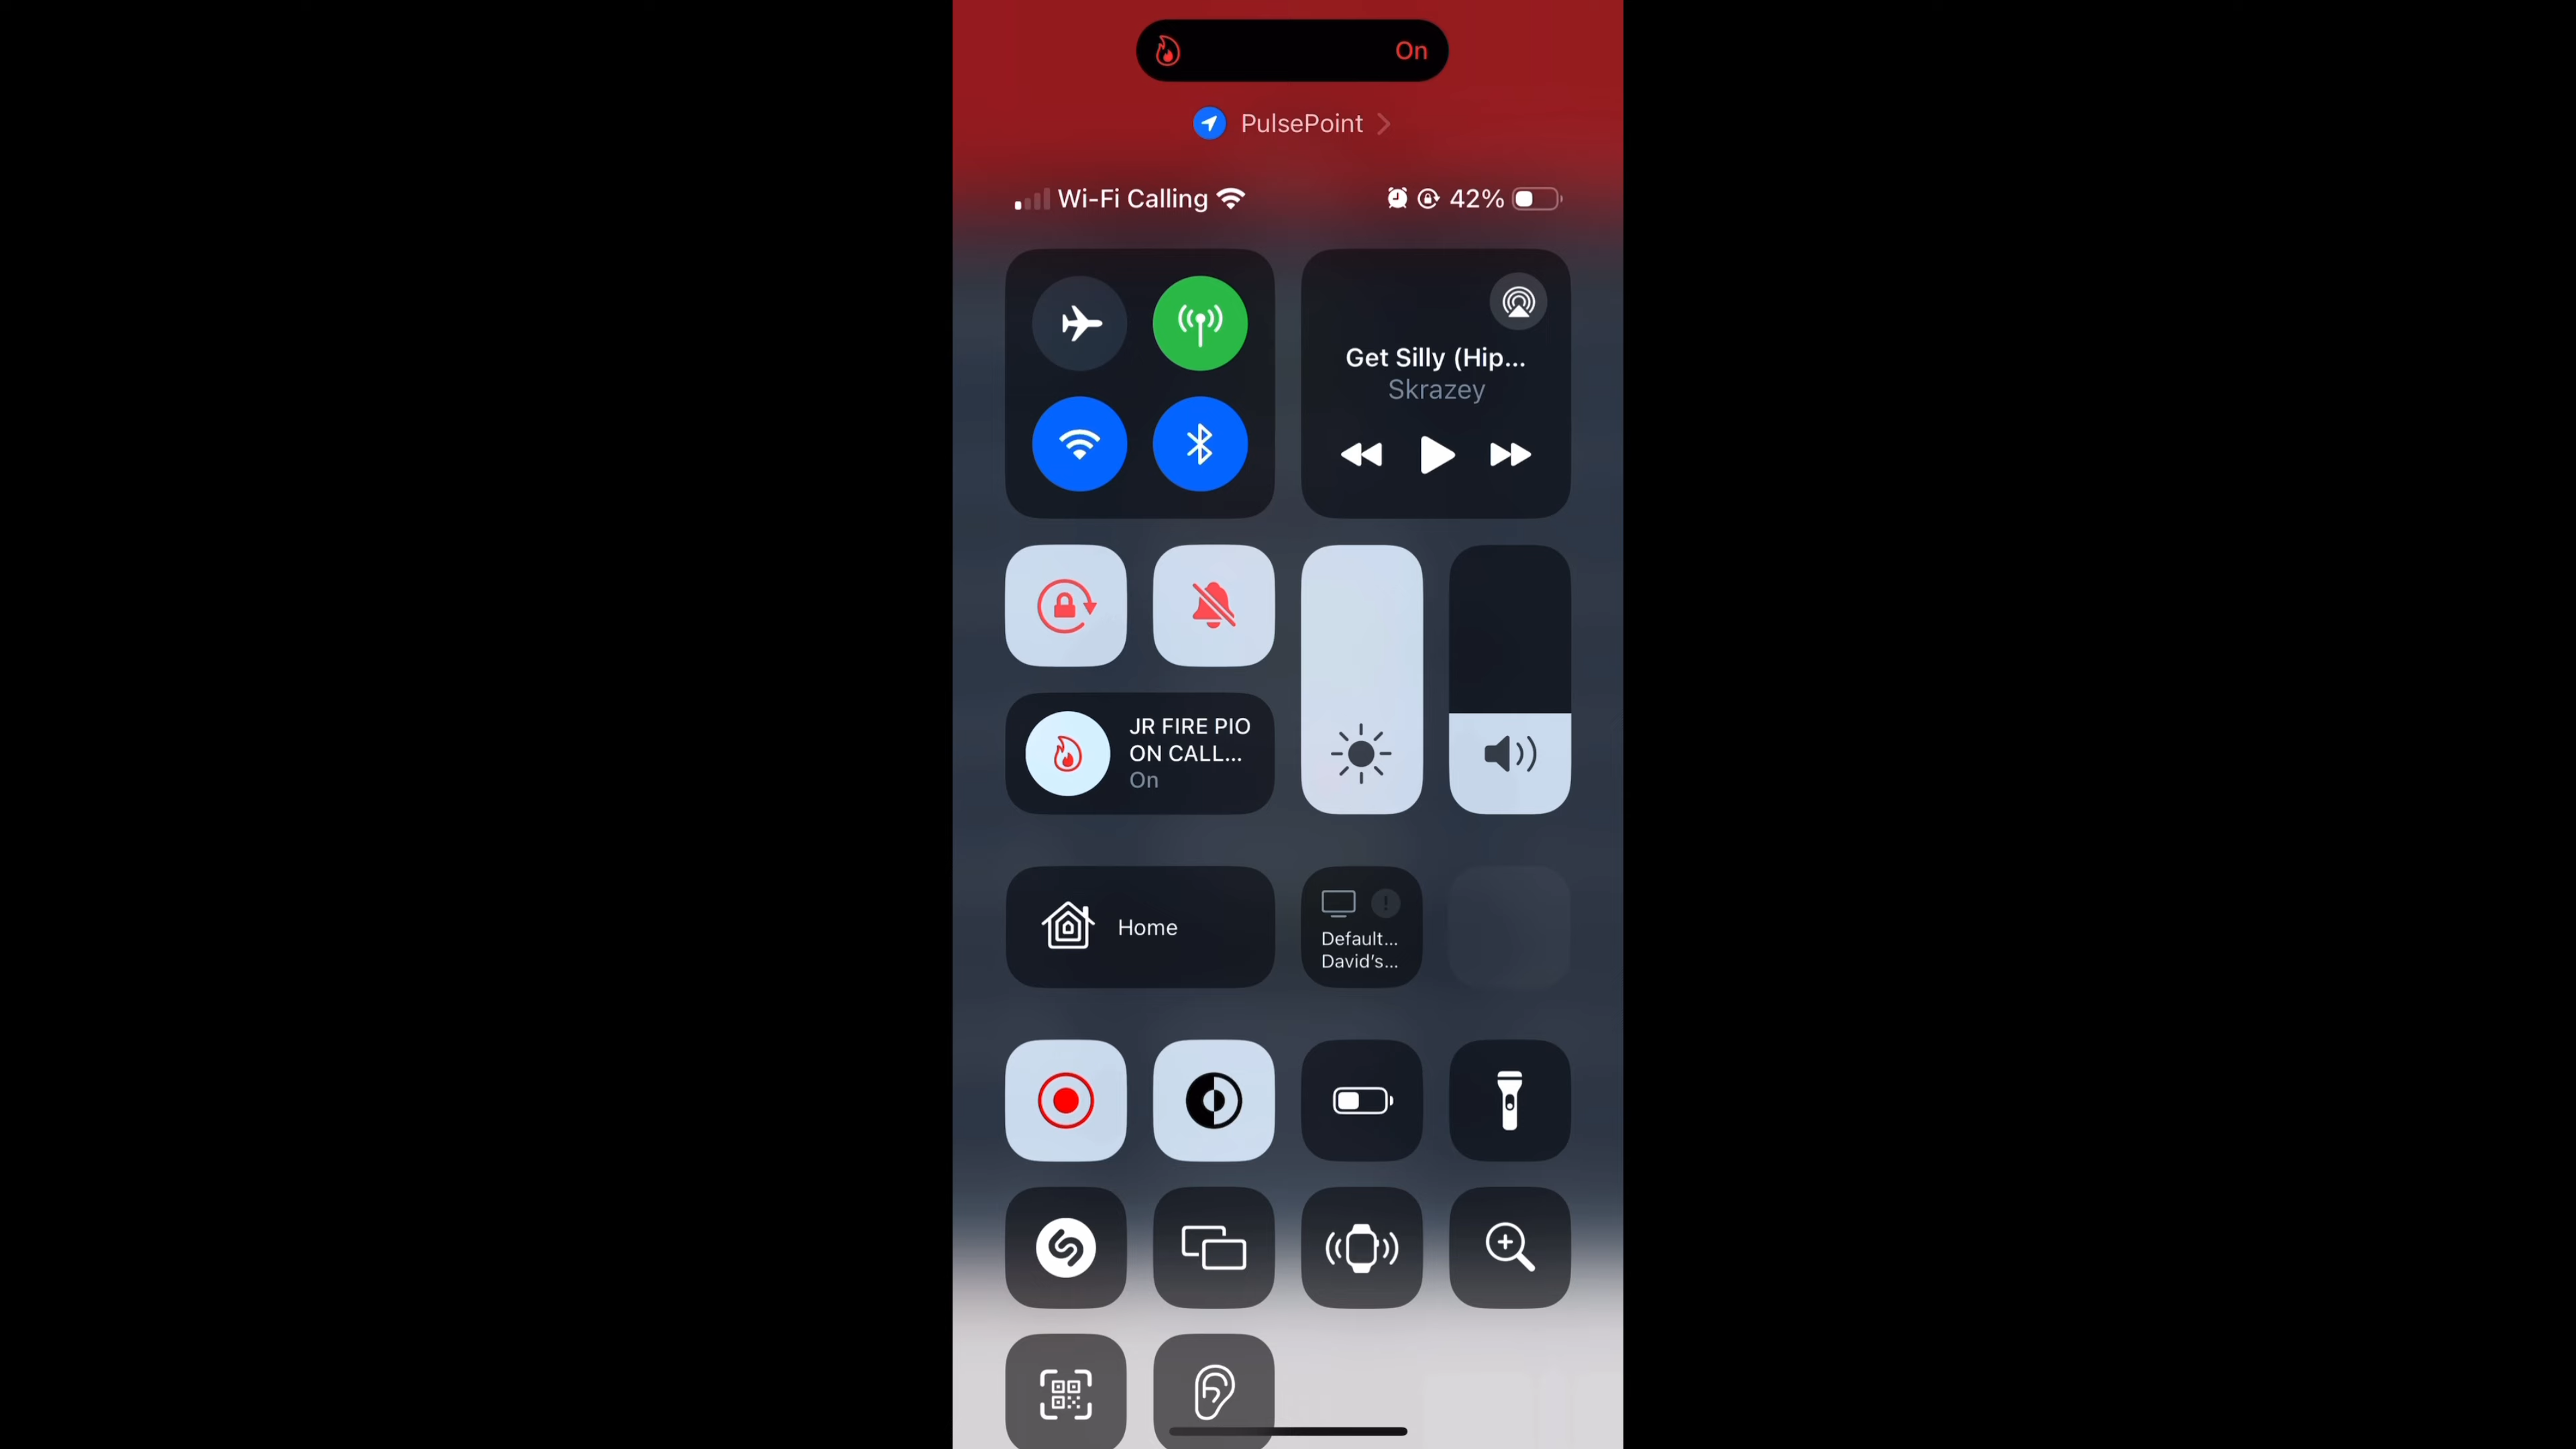 On
PulsePoint
Wi-Fi Calling
42%
Get Silly (Hip...
Skrazey
JR FIRE PIO
ON CALL...
On
Home
Default...
David's...